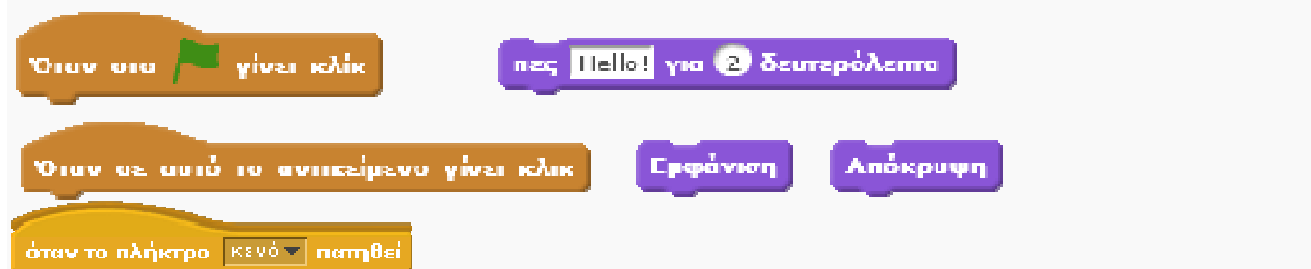 Όταν στο γίνει κλίκ πες Hello! για 2 δευτερόλεπτα
Όταν σε αυτό το αντικείμενο γίνει κλικ Εμφάνιση Απόκρυψη
όταν το πλήκτρο κενό πατηθεί